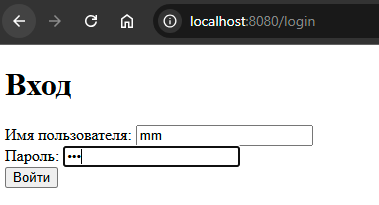 localhost:8080/login
Вход
Имя пользователя: mm
Пароль: •••
Войти